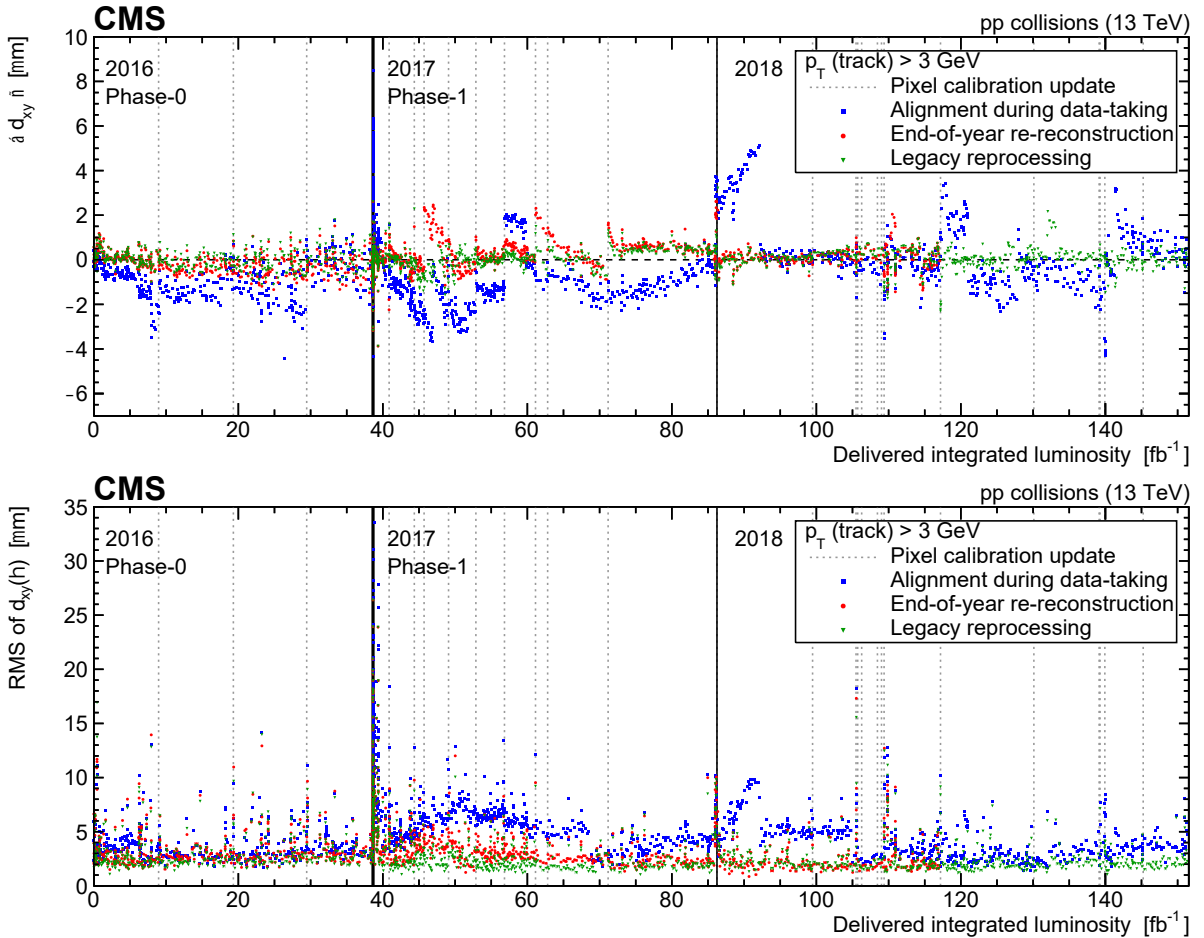 CMS
pp collisions (13 TeV)
10
8
6
4
2
0
−2
−4
−6
á d_xy ñ [mm]
2016
Phase-0
2017
Phase-1
2018
p_T (track) > 3 GeV
Pixel calibration update
Alignment during data-taking
End-of-year re-reconstruction
Legacy reprocessing
0 20 40 60 80 100 120 140
Delivered integrated luminosity [fb⁻¹]
CMS
pp collisions (13 TeV)
35
30
25
20
15
10
5
0
RMS of d_xy(h) [mm]
2016
Phase-0
2017
Phase-1
2018
p_T (track) > 3 GeV
Pixel calibration update
Alignment during data-taking
End-of-year re-reconstruction
Legacy reprocessing
0 20 40 60 80 100 120 140
Delivered integrated luminosity [fb⁻¹]